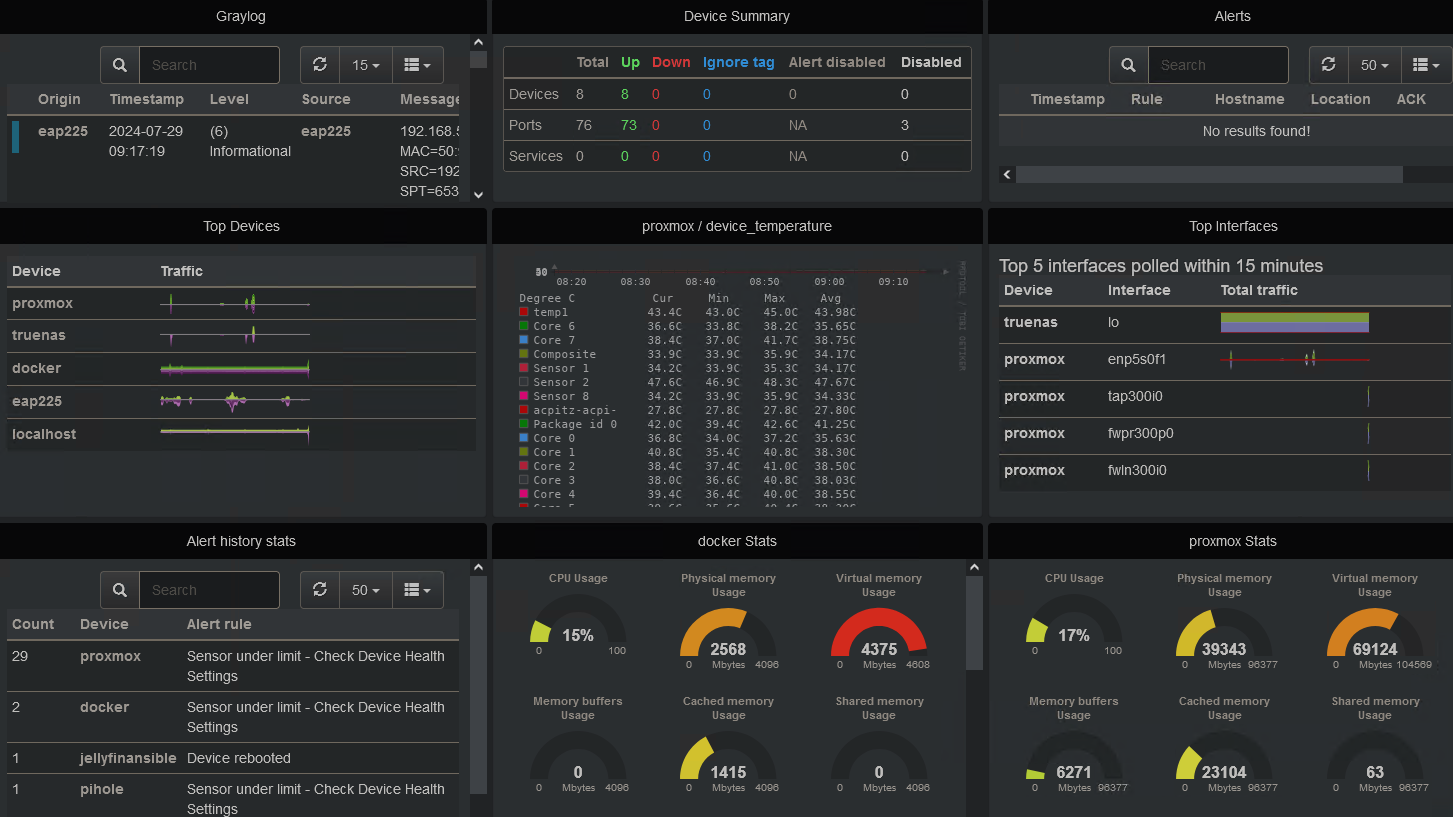 Graylog
Search
15
Origin Timestamp Level Source Message
eap225 2024-07-29 (6) eap225 192.168.5
09:17:19 Informational MAC=50:
SRC=192
SPT=653
Device Summary
Total Up Down Ignore tag Alert disabled Disabled
Devices 8 8 0 0 0 0
Ports 76 73 0 0 NA 3
Services 0 0 0 0 NA 0
Alerts
Search
50
Timestamp Rule Hostname Location ACK
No results found!
Top Devices
Device Traffic
proxmox
truenas
docker
eap225
localhost
proxmox / device_temperature
08:20 08:30 08:40 08:50 09:00 09:10
RRDTOOL / TOBI OETIKER
Degree C Cur Min Max Avg
temp1 43.4C 43.0C 45.0C 43.98C
Core 6 36.6C 33.8C 38.2C 35.65C
Core 7 38.4C 37.0C 41.7C 38.75C
Composite 33.9C 33.9C 35.9C 34.17C
Sensor 1 34.2C 33.9C 35.3C 34.17C
Sensor 2 47.6C 46.9C 48.3C 47.67C
Sensor 8 34.2C 33.9C 35.9C 34.33C
acpitz-acpi- 27.8C 27.8C 27.8C 27.80C
Package id 0 42.0C 39.4C 42.6C 41.25C
Core 0 36.8C 34.0C 37.2C 35.63C
Core 1 40.8C 35.4C 40.8C 38.30C
Core 2 38.4C 37.4C 41.0C 38.50C
Core 3 38.0C 36.6C 40.8C 38.03C
Core 4 39.4C 36.4C 40.0C 38.55C
Top Interfaces
Top 5 interfaces polled within 15 minutes
Device Interface Total traffic
truenas lo
proxmox enp5s0f1
proxmox tap300i0
proxmox fwpr300p0
proxmox fwln300i0
Alert history stats
Search
50
Count Device Alert rule
29 proxmox Sensor under limit - Check Device Health
Settings
2 docker Sensor under limit - Check Device Health
Settings
1 jellyfinansible Device rebooted
1 pihole Sensor under limit - Check Device Health
Settings
docker Stats
CPU Usage
15%
0 100
Physical memory
Usage
2568
0 Mbytes 4096
Virtual memory
Usage
4375
0 Mbytes 4608
Memory buffers
Usage
0
0 Mbytes 4096
Cached memory
Usage
1415
0 Mbytes 4096
Shared memory
Usage
0
0 Mbytes 4096
proxmox Stats
CPU Usage
17%
0 100
Physical memory
Usage
39343
0 Mbytes 96377
Virtual memory
Usage
69124
0 Mbytes 104569
Memory buffers
Usage
6271
0 Mbytes 96377
Cached memory
Usage
23104
0 Mbytes 96377
Shared memory
Usage
63
0 Mbytes 96377